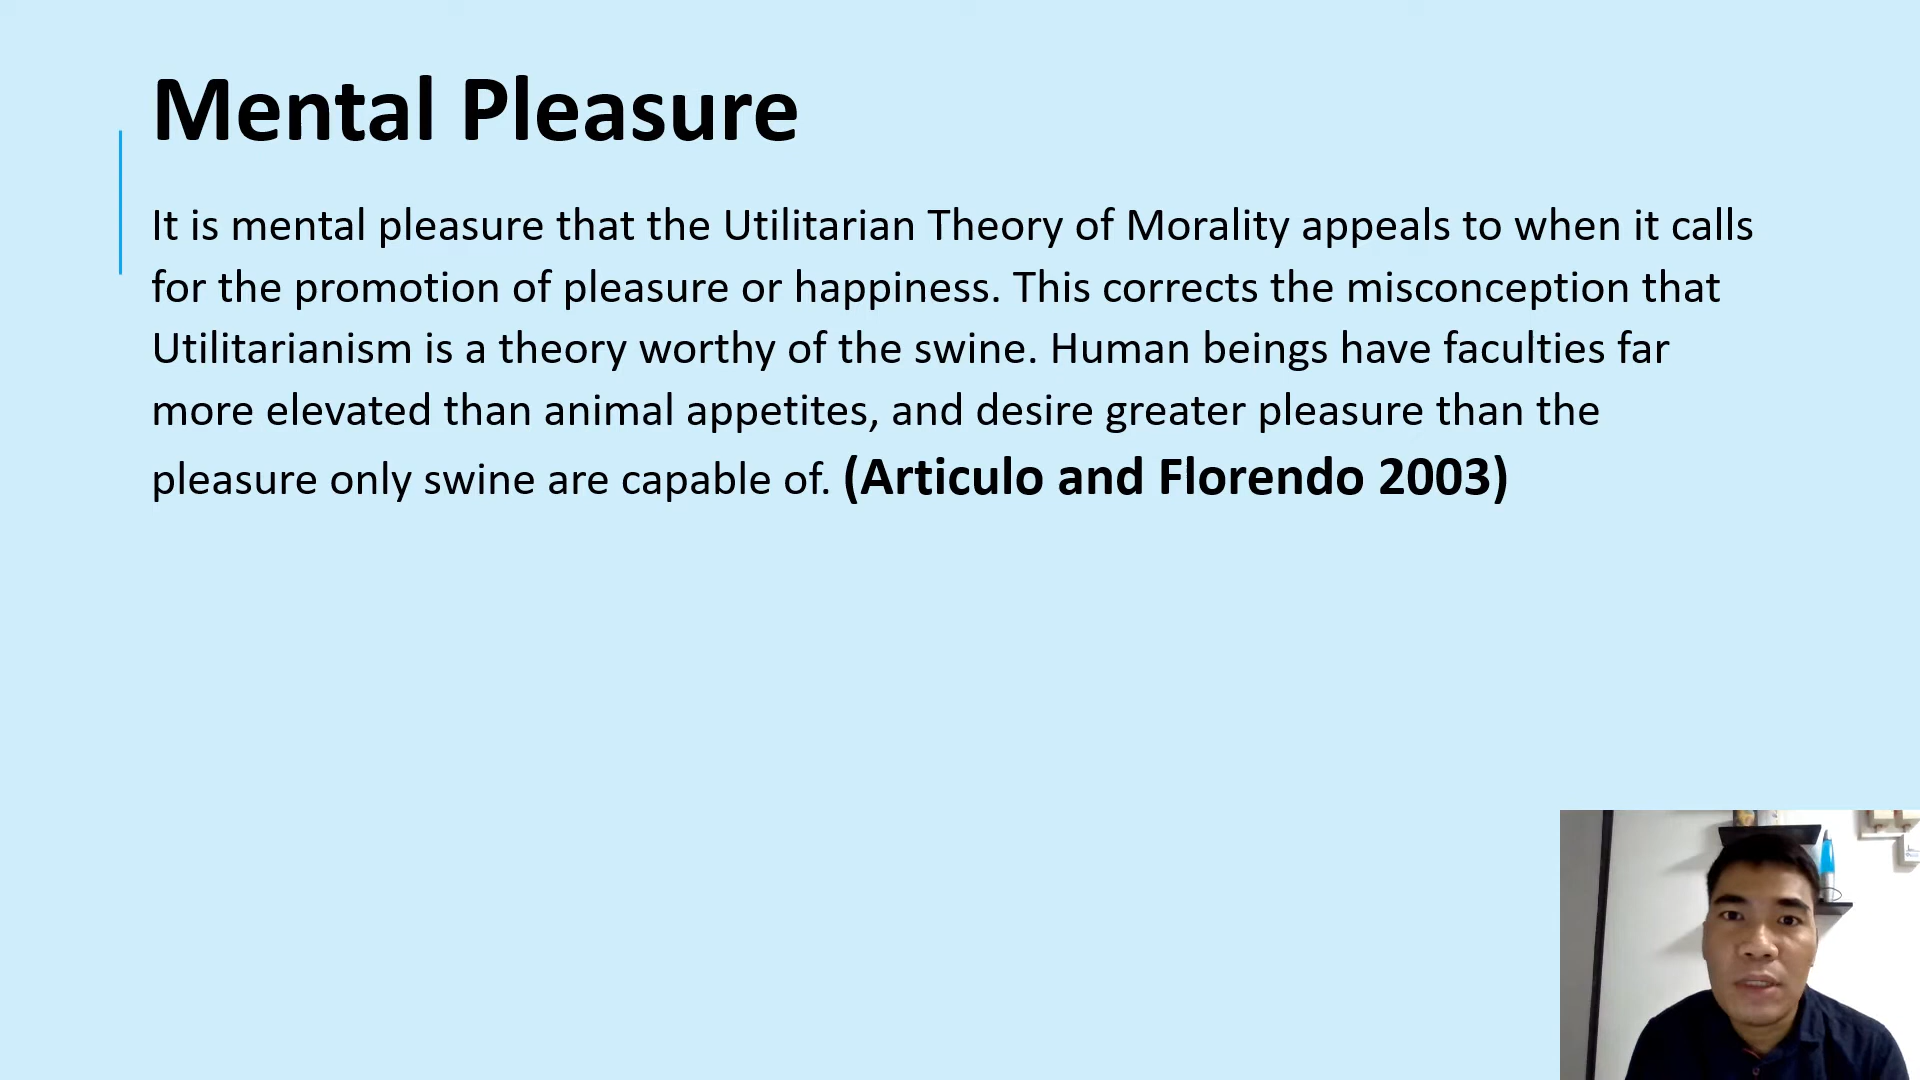 Mental Pleasure
It is mental pleasure that the Utilitarian Theory of Morality appeals to when it calls
for the promotion of pleasure or happiness. This corrects the misconception that
Utilitarianism is a theory worthy of the swine. Human beings have faculties far
more elevated than animal appetites, and desire greater pleasure than the
pleasure only swine are capable of. (Articulo and Florendo 2003)